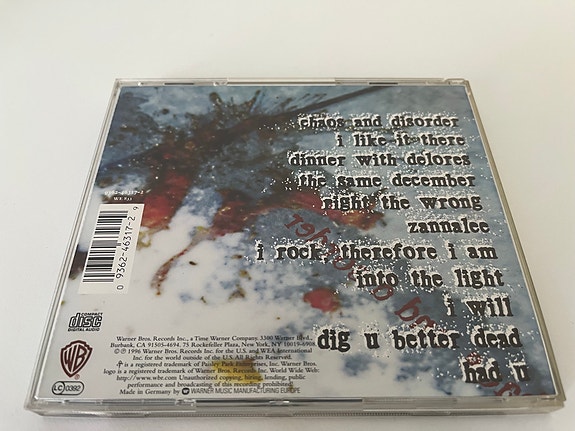 chaos and disorder
i like it there
dinner with delores
the same december
right the wrong
zannalee
i rock, therefore i am
into the light
i will
dig u better dead
had u
9362-46317-2
WE 833
0 9362-46317-2 9
COMPACT
disc
DIGITAL AUDIO
WB
LC 0392
Warner Bros. Records Inc., a Time Warner Company. 3300 Warner Blvd.,
Burbank, CA 91505-4694. 75 Rockefeller Plaza, New York, NY 10019-6908.
℗ © 1996 Warner Bros. Records Inc. for the U.S. and WEA International
Inc. for the world outside of the U.S. All Rights Reserved.
is a registered trademark of Paisley Park Enterprises, Inc. Warner Bros.
logo is a registered trademark of Warner Bros. Records Inc. World Wide Web:
http://www.wbr.com Unauthorized copying, hiring, lending, public
performance and broadcasting of this recording prohibited.
Made in Germany by WARNER MUSIC MANUFACTURING EUROPE